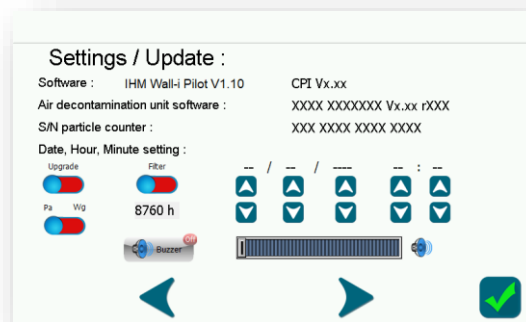 Settings / Update :
Software : IHM Wall-i Pilot V1.10 CPI Vx.xx
Air decontamination unit software : XXXX XXXXXXX Vx.xx rXXX
S/N particle counter : XXX XXXX XXXX XXXX
Date, Hour, Minute setting :
Upgrade Filter -- / -- / ---- -- : --
Pa Wg 8760 h
Buzzer Off